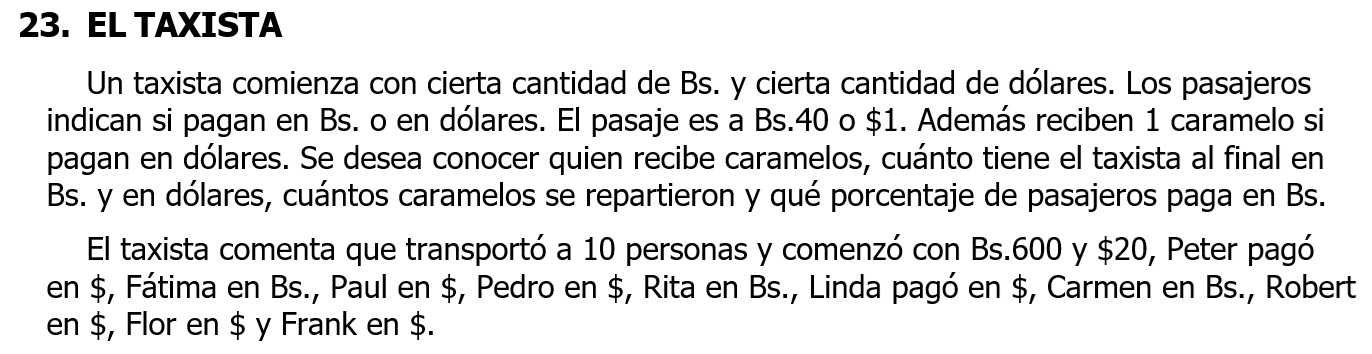 23. EL TAXISTA
Un taxista comienza con cierta cantidad de Bs. y cierta cantidad de dólares. Los pasajeros
indican si pagan en Bs. o en dólares. El pasaje es a Bs.40 o $1. Además reciben 1 caramelo si
pagan en dólares. Se desea conocer quien recibe caramelos, cuánto tiene el taxista al final en
Bs. y en dólares, cuántos caramelos se repartieron y qué porcentaje de pasajeros paga en Bs.
El taxista comenta que transportó a 10 personas y comenzó con Bs.600 y $20, Peter pagó
en $, Fátima en Bs., Paul en $, Pedro en $, Rita en Bs., Linda pagó en $, Carmen en Bs., Robert
en $, Flor en $ y Frank en $.